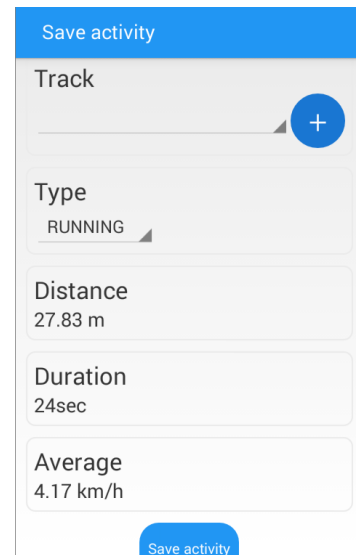 Save activity
Track
+
Type
RUNNING
Distance
27.83 m
Duration
24sec
Average
4.17 km/h
Save activity